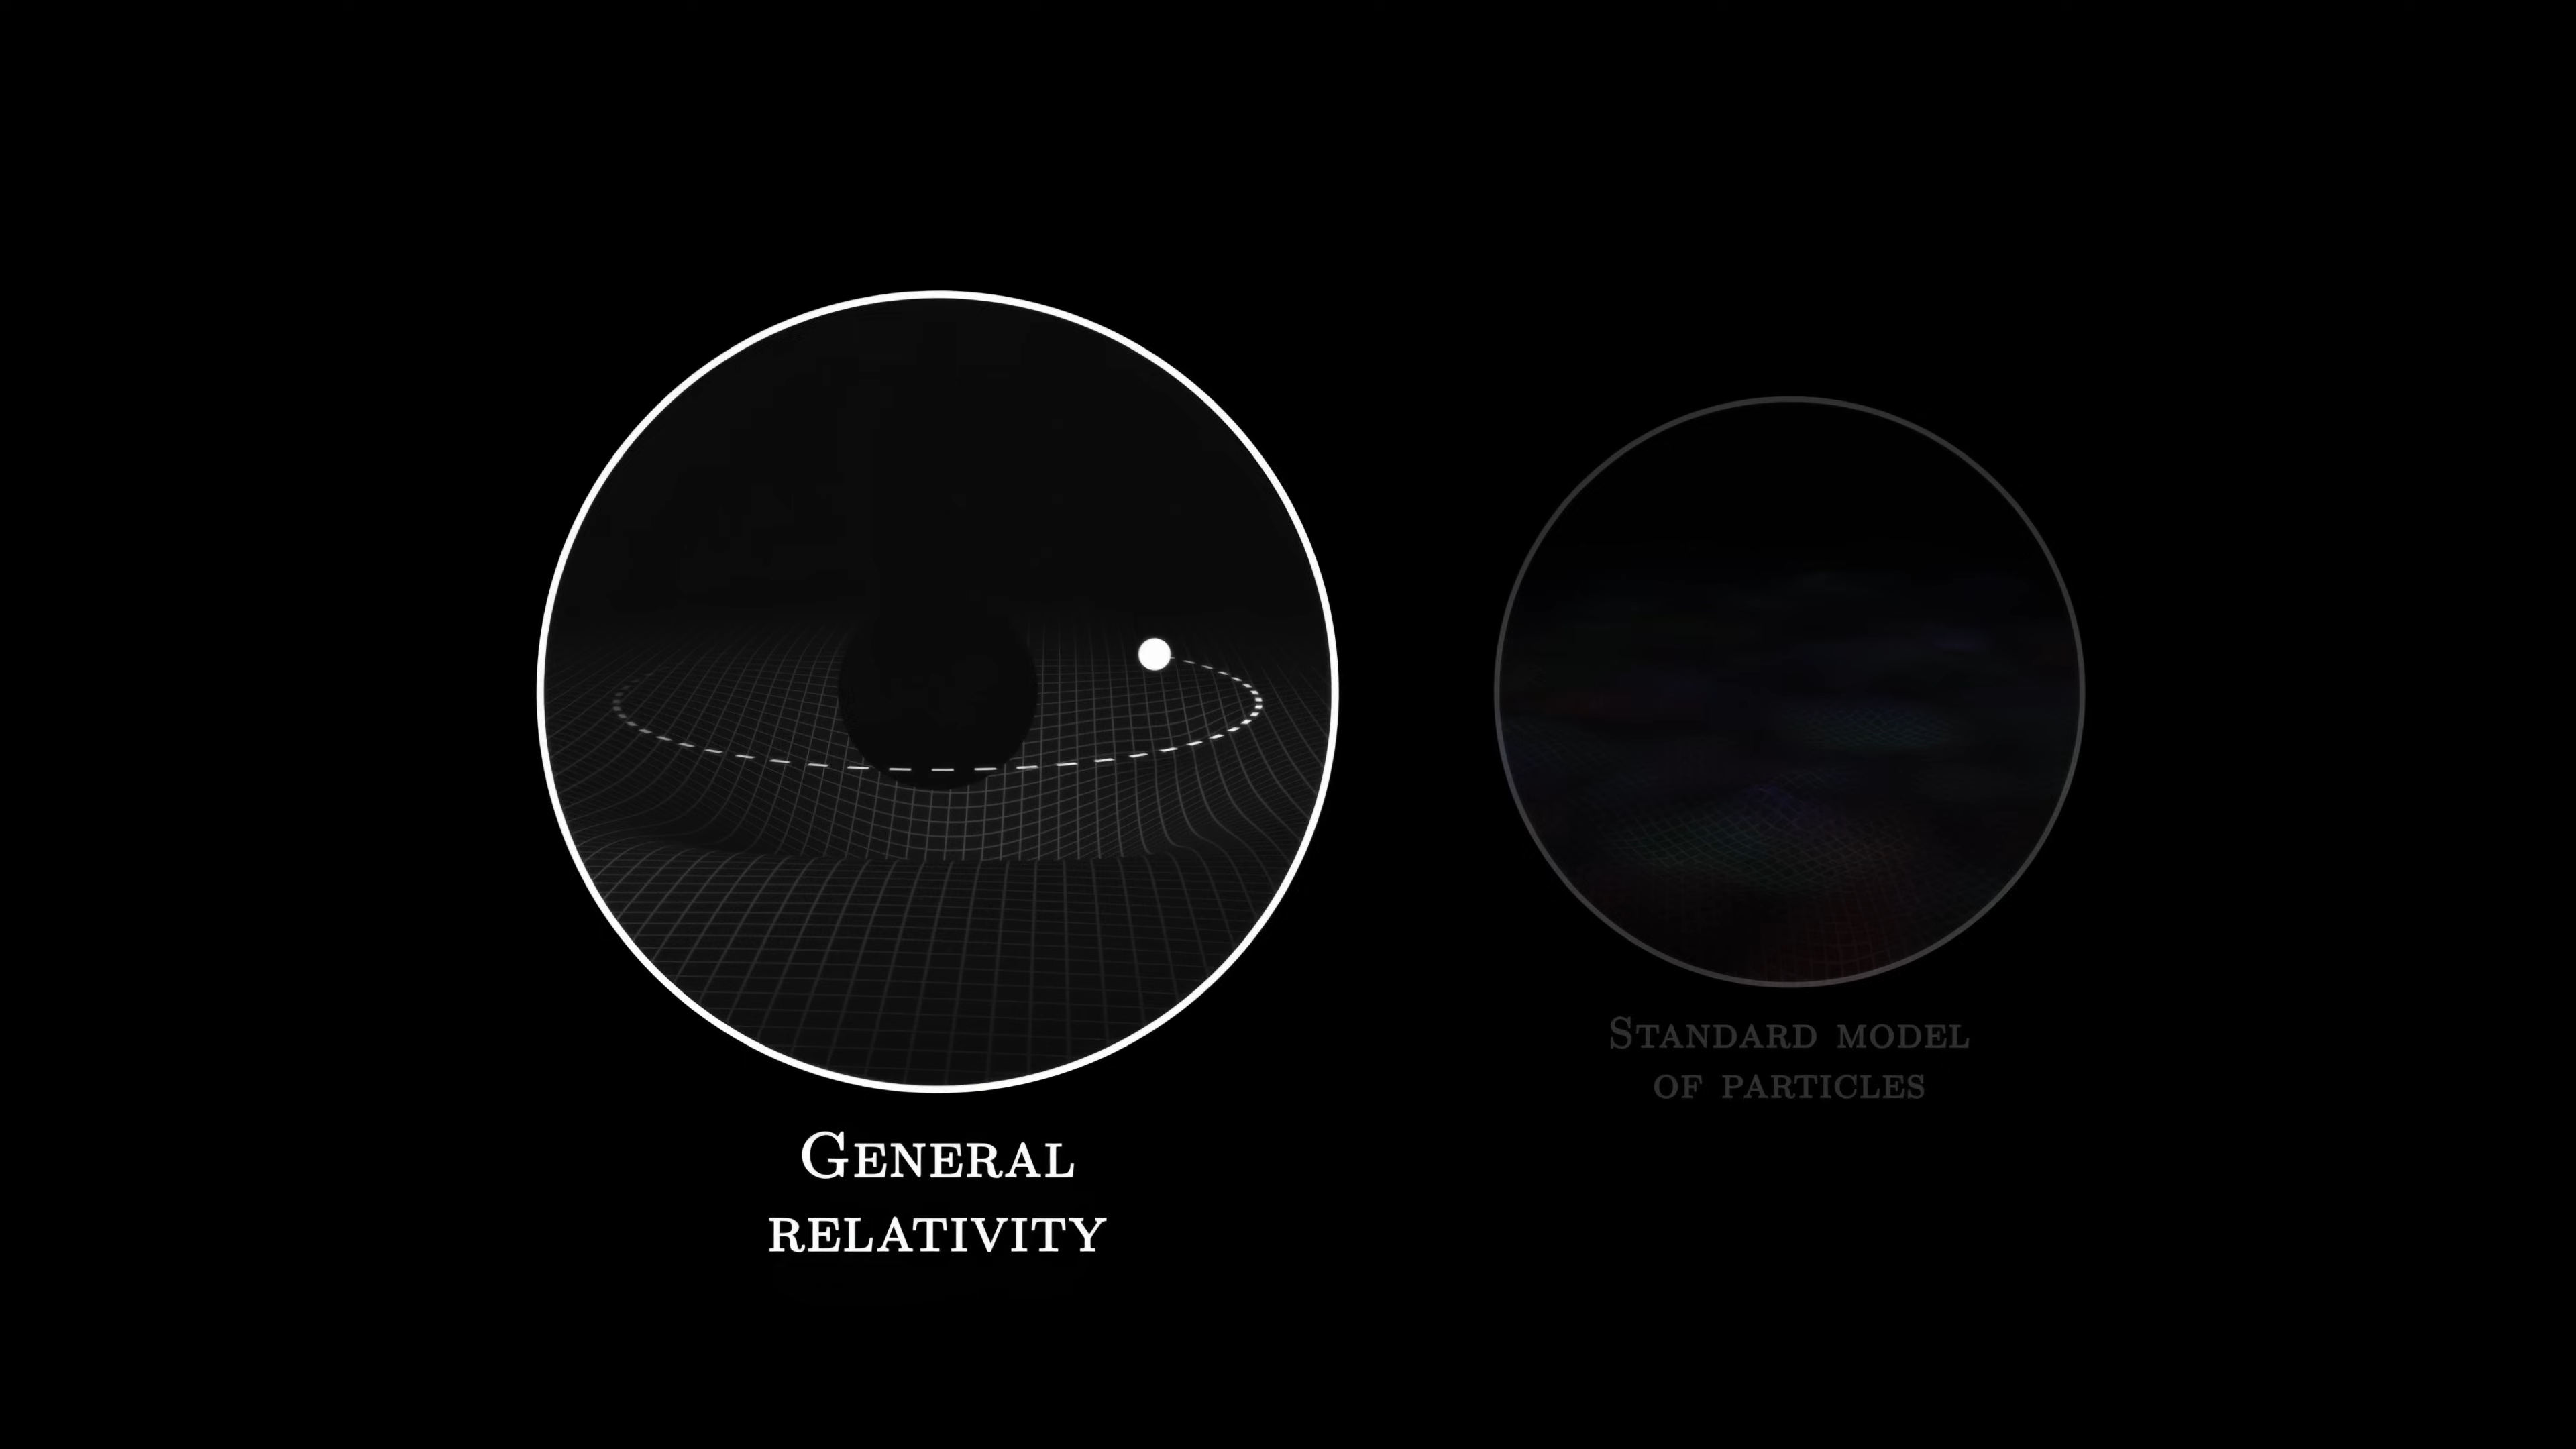 General
relativity
Standard model
of particles